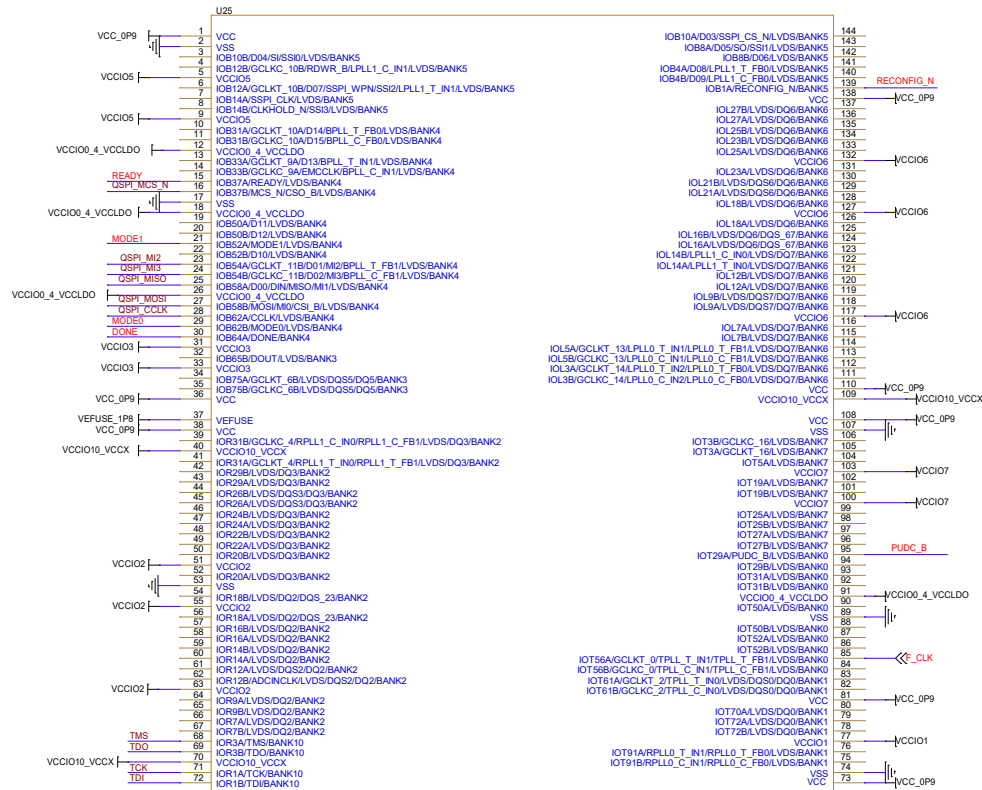 U25
VCC_0P9 1 VCC
2 VSS
3 IOB10B/D04/SI/SSI0/LVDS/BANK5
4 IOB12B/GCLKC_10B/RDWR_B/LPLL1_C_IN1/LVDS/BANK5
VCCIO5 5 VCCIO5
6 IOB12A/GCLKT_10B/D07/SSPI_WPN/SSI2/LPLL1_T_IN1/LVDS/BANK5
7 IOB14A/SSPI_CLK/LVDS/BANK5
8 IOB14B/CLKHOLD_N/SSI3/LVDS/BANK5
VCCIO5 9 VCCIO5
10 IOB31A/GCLKT_10A/D14/BPLL_T_FB0/LVDS/BANK4
11 IOB31B/GCLKC_10A/D15/BPLL_C_FB0/LVDS/BANK4
VCCIO0_4_VCCLDO 12 VCCIO0_4_VCCLDO
13 IOB33A/GCLKT_9A/D13/BPLL_T_IN1/LVDS/BANK4
14 IOB33B/GCLKC_9A/EMCCLK/BPLL_C_IN1/LVDS/BANK4
READY 15 IOB37A/READY/LVDS/BANK4
QSPI_MCS_N 16 IOB37B/MCS_N/CSO_B/LVDS/BANK4
17 VSS
VCCIO0_4_VCCLDO 18 VCCIO0_4_VCCLDO
19 IOB50A/D11/LVDS/BANK4
20 IOB50B/D12/LVDS/BANK4
MODE1 21 IOB52A/MODE1/LVDS/BANK4
22 IOB52B/D10/LVDS/BANK4
QSPI_MI2 23 IOB54A/GCLKT_11B/D01/MI2/BPLL_T_FB1/LVDS/BANK4
QSPI_MI3 24 IOB54B/GCLKC_11B/D02/MI3/BPLL_C_FB1/LVDS/BANK4
QSPI_MISO 25 IOB58A/D00/DIN/MISO/MI1/LVDS/BANK4
VCCIO0_4_VCCLDO 26 VCCIO0_4_VCCLDO
QSPI_MOSI 27 IOB58B/MOSI/MI0/CSI_B/LVDS/BANK4
QSPI_CCLK 28 IOB62A/CCLK/LVDS/BANK4
MODE0 29 IOB62B/MODE0/LVDS/BANK4
DONE 30 IOB64A/DONE/BANK4
VCCIO3 31 VCCIO3
32 IOB65B/DOUT/LVDS/BANK3
VCCIO3 33 VCCIO3
34 IOB75A/GCLKT_6B/LVDS/DQS5/DQ5/BANK3
35 IOB75B/GCLKC_6B/LVDS/DQS5/DQ5/BANK3
VCC_0P9 36 VCC
VEFUSE_1P8 37 VEFUSE
VCC_0P9 38 VCC
39 IOR31B/GCLKC_4/RPLL1_C_IN0/RPLL1_C_FB1/LVDS/DQ3/BANK2
VCCIO10_VCCX 40 VCCIO10_VCCX
41 IOR31A/GCLKT_4/RPLL1_T_IN0/RPLL1_T_FB1/LVDS/DQ3/BANK2
42 IOR29B/LVDS/DQ3/BANK2
43 IOR29A/LVDS/DQ3/BANK2
44 IOR26B/LVDS/DQS3/DQ3/BANK2
45 IOR26A/LVDS/DQS3/DQ3/BANK2
46 IOR24B/LVDS/DQ3/BANK2
47 IOR24A/LVDS/DQ3/BANK2
48 IOR22B/LVDS/DQ3/BANK2
49 IOR22A/LVDS/DQ3/BANK2
50 IOR20B/LVDS/DQ3/BANK2
VCCIO2 51 VCCIO2
52 IOR20A/LVDS/DQ3/BANK2
53 VSS
54 IOR18B/LVDS/DQ2/DQS_23/BANK2
VCCIO2 55 VCCIO2
56 IOR18A/LVDS/DQ2/DQS_23/BANK2
57 IOR16B/LVDS/DQ2/BANK2
58 IOR16A/LVDS/DQ2/BANK2
59 IOR14B/LVDS/DQ2/BANK2
60 IOR14A/LVDS/DQ2/BANK2
61 IOR12A/LVDS/DQS2/DQ2/BANK2
62 IOR12B/ADCINCLK/LVDS/DQS2/DQ2/BANK2
VCCIO2 63 VCCIO2
64 IOR9A/LVDS/DQ2/BANK2
65 IOR9B/LVDS/DQ2/BANK2
66 IOR7A/LVDS/DQ2/BANK2
67 IOR7B/LVDS/DQ2/BANK2
TMS 68 IOR3A/TMS/BANK10
TDO 69 IOR3B/TDO/BANK10
VCCIO10_VCCX 70 VCCIO10_VCCX
TCK 71 IOR1A/TCK/BANK10
TDI 72 IOR1B/TDI/BANK10
IOB10A/D03/SSPI_CS_N/LVDS/BANK5 144
IOB8A/D05/SO/SSI1/LVDS/BANK5 143
IOB8B/D06/LVDS/BANK5 142
IOB4A/D08/LPLL1_T_FB0/LVDS/BANK5 141
IOB4B/D09/LPLL1_C_FB0/LVDS/BANK5 140
IOB1A/RECONFIG_N/BANK5 139 RECONFIG_N
VCC 138 VCC_0P9
IOL27B/LVDS/DQ6/BANK6 137
IOL27A/LVDS/DQ6/BANK6 136
IOL25B/LVDS/DQ6/BANK6 135
IOL23B/LVDS/DQ6/BANK6 134
IOL25A/LVDS/DQ6/BANK6 133
VCCIO6 132 VCCIO6
IOL23A/LVDS/DQ6/BANK6 131
IOL21B/LVDS/DQS6/DQ6/BANK6 130
IOL21A/LVDS/DQS6/DQ6/BANK6 129
IOL18B/LVDS/DQ6/BANK6 128
VCCIO6 127 VCCIO6
IOL18A/LVDS/DQ6/BANK6 126
IOL16B/LVDS/DQ6/DQS_67/BANK6 125
IOL16A/LVDS/DQ6/DQS_67/BANK6 124
IOL14B/LPLL1_C_IN0/LVDS/DQ7/BANK6 123
IOL14A/LPLL1_T_IN0/LVDS/DQ7/BANK6 122
IOL12B/LVDS/DQ7/BANK6 121
IOL12A/LVDS/DQ7/BANK6 120
IOL9B/LVDS/DQS7/DQ7/BANK6 119
IOL9A/LVDS/DQS7/DQ7/BANK6 118
VCCIO6 117 VCCIO6
IOL7A/LVDS/DQ7/BANK6 116
IOL7B/LVDS/DQ7/BANK6 115
IOL5A/GCLKT_13/LPLL0_T_IN1/LPLL0_T_FB1/LVDS/DQ7/BANK6 114
IOL5B/GCLKC_13/LPLL0_C_IN1/LPLL0_C_FB1/LVDS/DQ7/BANK6 113
IOL3A/GCLKT_14/LPLL0_T_IN2/LPLL0_T_FB0/LVDS/DQ7/BANK6 112
IOL3B/GCLKC_14/LPLL0_C_IN2/LPLL0_C_FB0/LVDS/DQ7/BANK6 111
VCC 110 VCC_0P9
VCCIO10_VCCX 109 VCCIO10_VCCX
VCC 108 VCC_0P9
VSS 107
IOT3B/GCLKC_16/LVDS/BANK7 106
IOT3A/GCLKT_16/LVDS/BANK7 105
IOT5A/LVDS/BANK7 104
VCCIO7 103 VCCIO7
IOT19A/LVDS/BANK7 102
IOT19B/LVDS/BANK7 101
VCCIO7 100 VCCIO7
IOT25A/LVDS/BANK7 99
IOT25B/LVDS/BANK7 98
IOT27A/LVDS/BANK7 97
IOT27B/LVDS/BANK7 96
IOT29A/PUDC_B/LVDS/BANK0 95 PUDC_B
IOT29B/LVDS/BANK0 94
IOT31A/LVDS/BANK0 93
IOT31B/LVDS/BANK0 92
VCCIO0_4_VCCLDO 91 VCCIO0_4_VCCLDO
IOT50A/LVDS/BANK0 90
VSS 89
IOT50B/LVDS/BANK0 88
IOT52A/LVDS/BANK0 87
IOT52B/LVDS/BANK0 86
IOT56A/GCLKT_0/TPLL_T_IN1/TPLL_T_FB1/LVDS/BANK0 85 F_CLK
IOT56B/GCLKC_0/TPLL_C_IN1/TPLL_C_FB1/LVDS/BANK0 84
IOT61A/GCLKT_2/TPLL_T_IN0/LVDS/DQS0/DQ0/BANK1 83
IOT61B/GCLKC_2/TPLL_C_IN0/LVDS/DQS0/DQ0/BANK1 82
VCC 81 VCC_0P9
IOT70A/LVDS/DQ0/BANK1 80
IOT72A/LVDS/DQ0/BANK1 79
IOT72B/LVDS/DQ0/BANK1 78
VCCIO1 77 VCCIO1
IOT91A/RPLL0_T_IN1/RPLL0_T_FB0/LVDS/BANK1 76
IOT91B/RPLL0_C_IN1/RPLL0_C_FB0/LVDS/BANK1 75
VSS 74
VCC 73 VCC_0P9